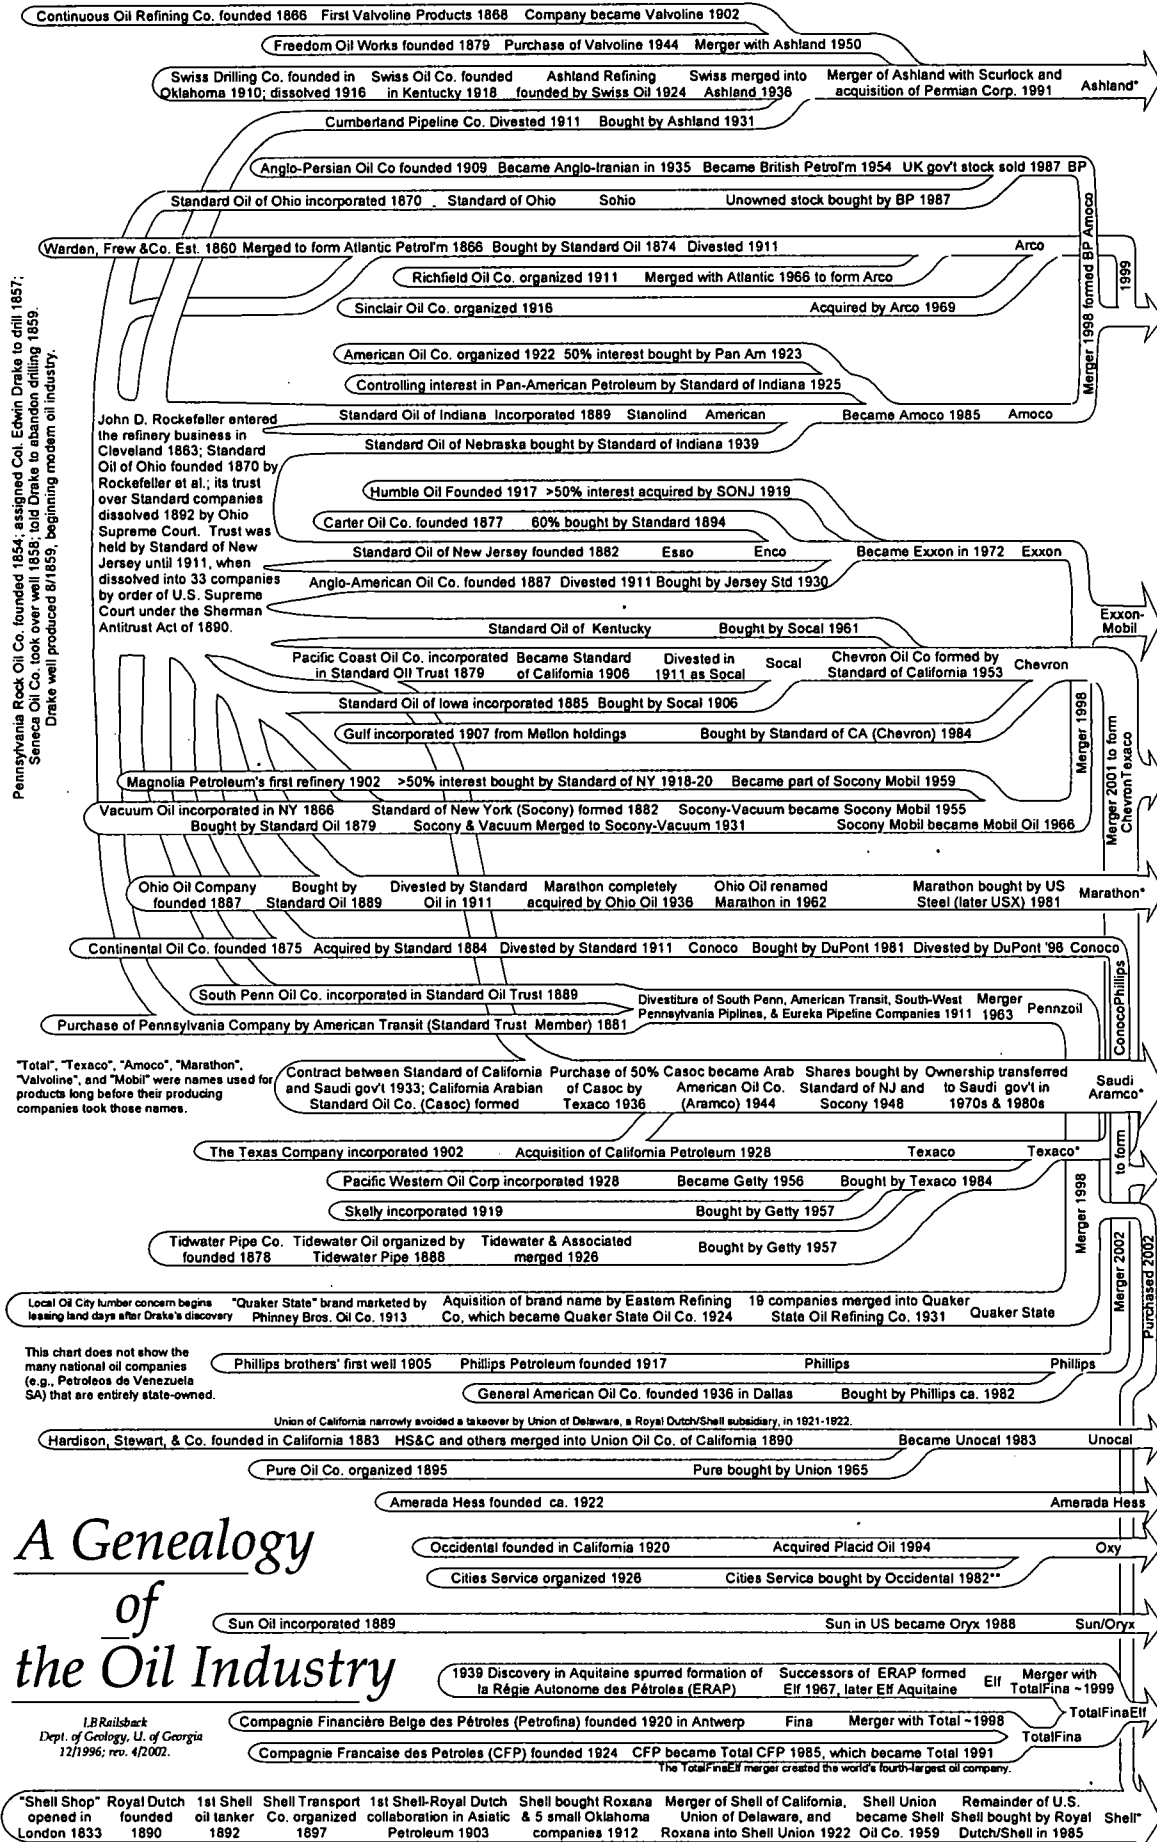 Continuous Oil Refining Co. founded 1866 First Valvoline Products 1868 Company became Valvoline 1902
Freedom Oil Works founded 1879 Purchase of Valvoline 1944 Merger with Ashland 1950
Swiss Drilling Co. founded in Swiss Oil Co. founded Ashland Refining Swiss merged into Merger of Ashland with Scurlock and
Oklahoma 1910; dissolved 1916 in Kentucky 1918 founded by Swiss Oil 1924 Ashland 1936 acquisition of Permian Corp. 1991 Ashland*
Cumberland Pipeline Co. Divested 1911 Bought by Ashland 1931
Anglo-Persian Oil Co founded 1909 Became Anglo-Iranian in 1935 Became British Petrol'm 1954 UK gov't stock sold 1987 BP
Standard Oil of Ohio incorporated 1870 Standard of Ohio Sohio Unowned stock bought by BP 1987
Warden, Frew &Co. Est. 1860 Merged to form Atlantic Petrol'm 1866 Bought by Standard Oil 1874 Divested 1911 Arco
Richfield Oil Co. organized 1911 Merged with Atlantic 1966 to form Arco
Sinclair Oil Co. organized 1916 Acquired by Arco 1969
Merger 1998 formed BP Amoco
1999
American Oil Co. organized 1922 50% interest bought by Pan Am 1923
Controlling interest in Pan-American Petroleum by Standard of Indiana 1925
Standard Oil of Indiana Incorporated 1889 Stanolind American Became Amoco 1985 Amoco
Standard Oil of Nebraska bought by Standard of Indiana 1939
Pennsylvania Rock Oil Co. founded 1854; assigned Col. Edwin Drake to drill 1857;
Seneca Oil Co. took over well 1858; told Drake to abandon drilling 1859.
Drake well produced 8/1859, beginning modern oil industry.
John D. Rockefeller entered
the refinery business in
Cleveland 1863; Standard
Oil of Ohio founded 1870 by
Rockefeller et al.; its trust
over Standard companies
dissolved 1892 by Ohio
Supreme Court. Trust was
held by Standard of New
Jersey until 1911, when
dissolved into 33 companies
by order of U.S. Supreme
Court under the Sherman
Antitrust Act of 1890.
Humble Oil Founded 1917 >50% interest acquired by SONJ 1919
Carter Oil Co. founded 1877 60% bought by Standard 1894
Standard Oil of New Jersey founded 1882 Esso Enco Became Exxon in 1972 Exxon
Anglo-American Oil Co. founded 1887 Divested 1911 Bought by Jersey Std 1930
Exxon-
Mobil
Standard Oil of Kentucky Bought by Socal 1961
Pacific Coast Oil Co. incorporated Became Standard Divested in Socal Chevron Oil Co formed by Chevron
in Standard Oil Trust 1879 of California 1906 1911 as Socal Standard of California 1953
Standard Oil of Iowa incorporated 1885 Bought by Socal 1906
Gulf incorporated 1907 from Mellon holdings Bought by Standard of CA (Chevron) 1984
Merger 1998
Merger 2001 to form
ChevronTexaco
Magnolia Petroleum's first refinery 1902 >50% interest bought by Standard of NY 1918-20 Became part of Socony Mobil 1959
Vacuum Oil incorporated in NY 1866 Standard of New York (Socony) formed 1882 Socony-Vacuum became Socony Mobil 1955
Bought by Standard Oil 1879 Socony & Vacuum Merged to Socony-Vacuum 1931 Socony Mobil became Mobil Oil 1966
Ohio Oil Company Bought by Divested by Standard Marathon completely Ohio Oil renamed Marathon bought by US Marathon*
founded 1887 Standard Oil 1889 Oil in 1911 acquired by Ohio Oil 1936 Marathon in 1962 Steel (later USX) 1981
Continental Oil Co. founded 1875 Acquired by Standard 1884 Divested by Standard 1911 Conoco Bought by DuPont 1981 Divested by DuPont '98 Conoco
ConocoPhillips
South Penn Oil Co. incorporated in Standard Oil Trust 1889
Divestiture of South Penn, American Transit, South-West Merger Pennzoil
Pennsylvania Piplines, & Eureka Pipeline Companies 1911 1963
Purchase of Pennsylvania Company by American Transit (Standard Trust Member) 1881
"Total", "Texaco", "Amoco", "Marathon",
"Valvoline", and "Mobil" were names used for
products long before their producing
companies took those names.
Contract between Standard of California Purchase of 50% Casoc became Arab Shares bought by Ownership transferred Saudi
and Saudi gov't 1933; California Arabian of Casoc by American Oil Co. Standard of NJ and to Saudi gov't in Aramco*
Standard Oil Co. (Casoc) formed Texaco 1936 (Aramco) 1944 Socony 1948 1970s & 1980s
The Texas Company incorporated 1902 Acquisition of California Petroleum 1928 Texaco Texaco*
to form
Pacific Western Oil Corp incorporated 1928 Became Getty 1956 Bought by Texaco 1984
Skelly incorporated 1919 Bought by Getty 1957
Tidwater Pipe Co. Tidewater Oil organized by Tidewater & Associated Bought by Getty 1957
founded 1878 Tidewater Pipe 1888 merged 1926
Merger 1998
Merger 2002
Purchased 2002
Local Oil City lumber concern begins "Quaker State" brand marketed by Aquisition of brand name by Eastern Refining 19 companies merged into Quaker Quaker State
leasing land days after Drake's discovery Phinney Bros. Oil Co. 1913 Co, which became Quaker State Oil Co. 1924 State Oil Refining Co. 1931
This chart does not show the
many national oil companies
(e.g., Petroleos de Venezuela
SA) that are entirely state-owned.
Phillips brothers' first well 1905 Phillips Petroleum founded 1917 Phillips Phillips
General American Oil Co. founded 1936 in Dallas Bought by Phillips ca. 1982
Union of California narrowly avoided a takeover by Union of Delaware, a Royal Dutch/Shell subsidiary, in 1921-1922.
Hardison, Stewart, & Co. founded in California 1883 HS&C and others merged into Union Oil Co. of California 1890 Became Unocal 1983 Unocal
Pure Oil Co. organized 1895 Pure bought by Union 1965
Amerada Hess founded ca. 1922 Amerada Hess
Occidental founded in California 1920 Acquired Placid Oil 1994 Oxy
Cities Service organized 1926 Cities Service bought by Occidental 1982**
Sun Oil incorporated 1889 Sun in US became Oryx 1988 Sun/Oryx
A Genealogy
of
the Oil Industry
L B Railsback
Dept. of Geology, U. of Georgia
12/1996; rev. 4/2002.
1939 Discovery in Aquitaine spurred formation of Successors of ERAP formed Elf Merger with
la Régie Autonome des Pétroles (ERAP) Elf 1967, later Elf Aquitaine TotalFina ~1999
TotalFinaElf
Compagnie Financière Belge des Pétroles (Petrofina) founded 1920 in Antwerp Fina Merger with Total ~1998
TotalFina
Compagnie Francaise des Petroles (CFP) founded 1924 CFP became Total CFP 1985, which became Total 1991
The TotalFinaElf merger created the world's fourth-largest oil company.
"Shell Shop" Royal Dutch 1st Shell Shell Transport 1st Shell-Royal Dutch Shell bought Roxana Merger of Shell of California, Shell Union Remainder of U.S.
opened in founded oil tanker Co. organized collaboration in Asiatic & 5 small Oklahoma Union of Delaware, and became Shell Shell bought by Royal Shell*
London 1833 1890 1892 1897 Petroleum 1903 companies 1912 Roxana into Shell Union 1922 Oil Co. 1959 Dutch/Shell in 1985